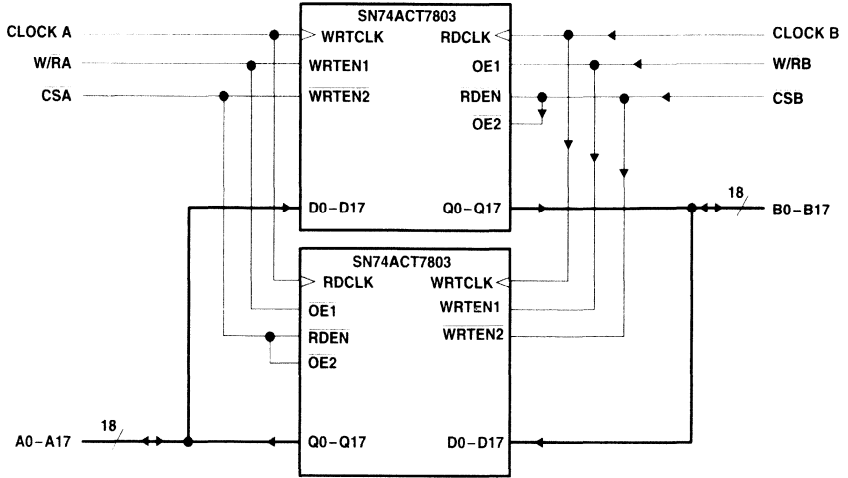 SN74ACT7803
CLOCK A WRTCLK RDCLK CLOCK B
W/RA WRTEN1 OE1 W/RB
CSA WRTEN2 RDEN CSB
OE2
D0–D17 Q0–Q17 18 B0–B17
SN74ACT7803
RDCLK WRTCLK
OE1 WRTEN1
RDEN WRTEN2
OE2
A0–A17 18 Q0–Q17 D0–D17